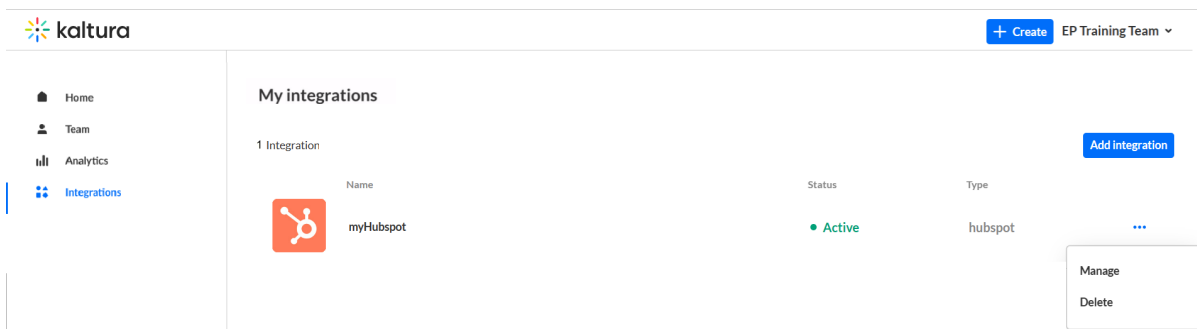 kaltura
+ Create EP Training Team
Home
Team
Analytics
Integrations
My integrations
1 Integration
Add integration
Name Status Type
myHubspot Active hubspot ...
Manage
Delete